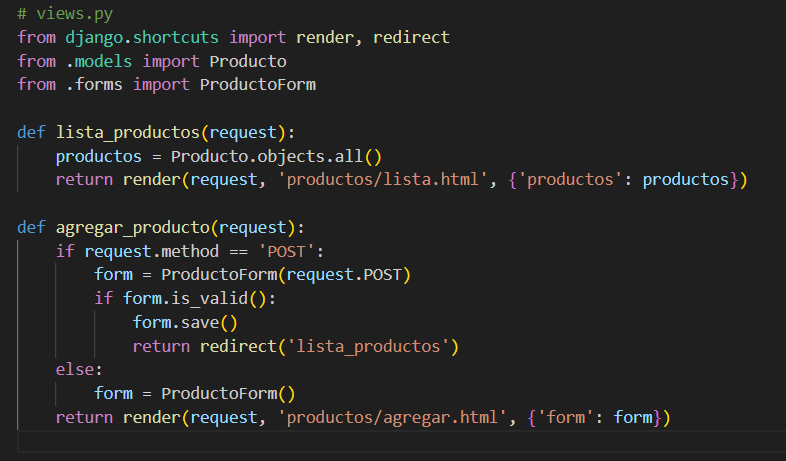 # views.py
from django.shortcuts import render, redirect
from .models import Producto
from .forms import ProductoForm

def lista_productos(request):
    productos = Producto.objects.all()
    return render(request, 'productos/lista.html', {'productos': productos})

def agregar_producto(request):
    if request.method == 'POST':
        form = ProductoForm(request.POST)
        if form.is_valid():
            form.save()
            return redirect('lista_productos')
    else:
        form = ProductoForm()
    return render(request, 'productos/agregar.html', {'form': form})